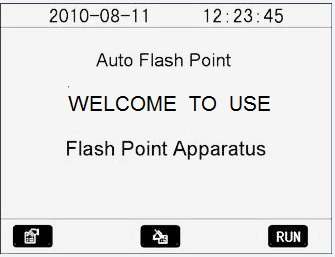 2010-08-11 12:23:45
Auto Flash Point
WELCOME TO USE
Flash Point Apparatus
RUN